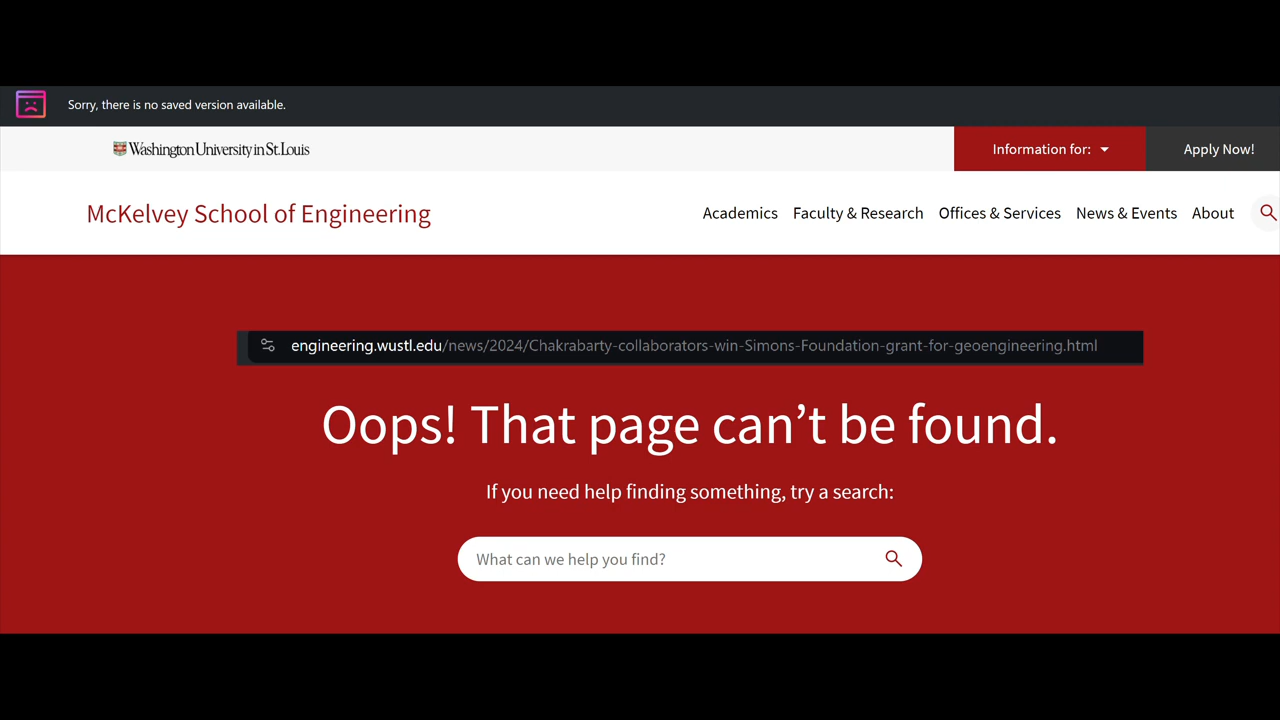 Sorry, there is no saved version available.
Washington University in St. Louis
Information for:
Apply Now!
McKelvey School of Engineering
Academics
Faculty & Research
Offices & Services
News & Events
About
engineering.wustl.edu/news/2024/Chakrabarty-collaborators-win-Simons-Foundation-grant-for-geoengineering.html
Oops! That page can’t be found.
If you need help finding something, try a search:
What can we help you find?